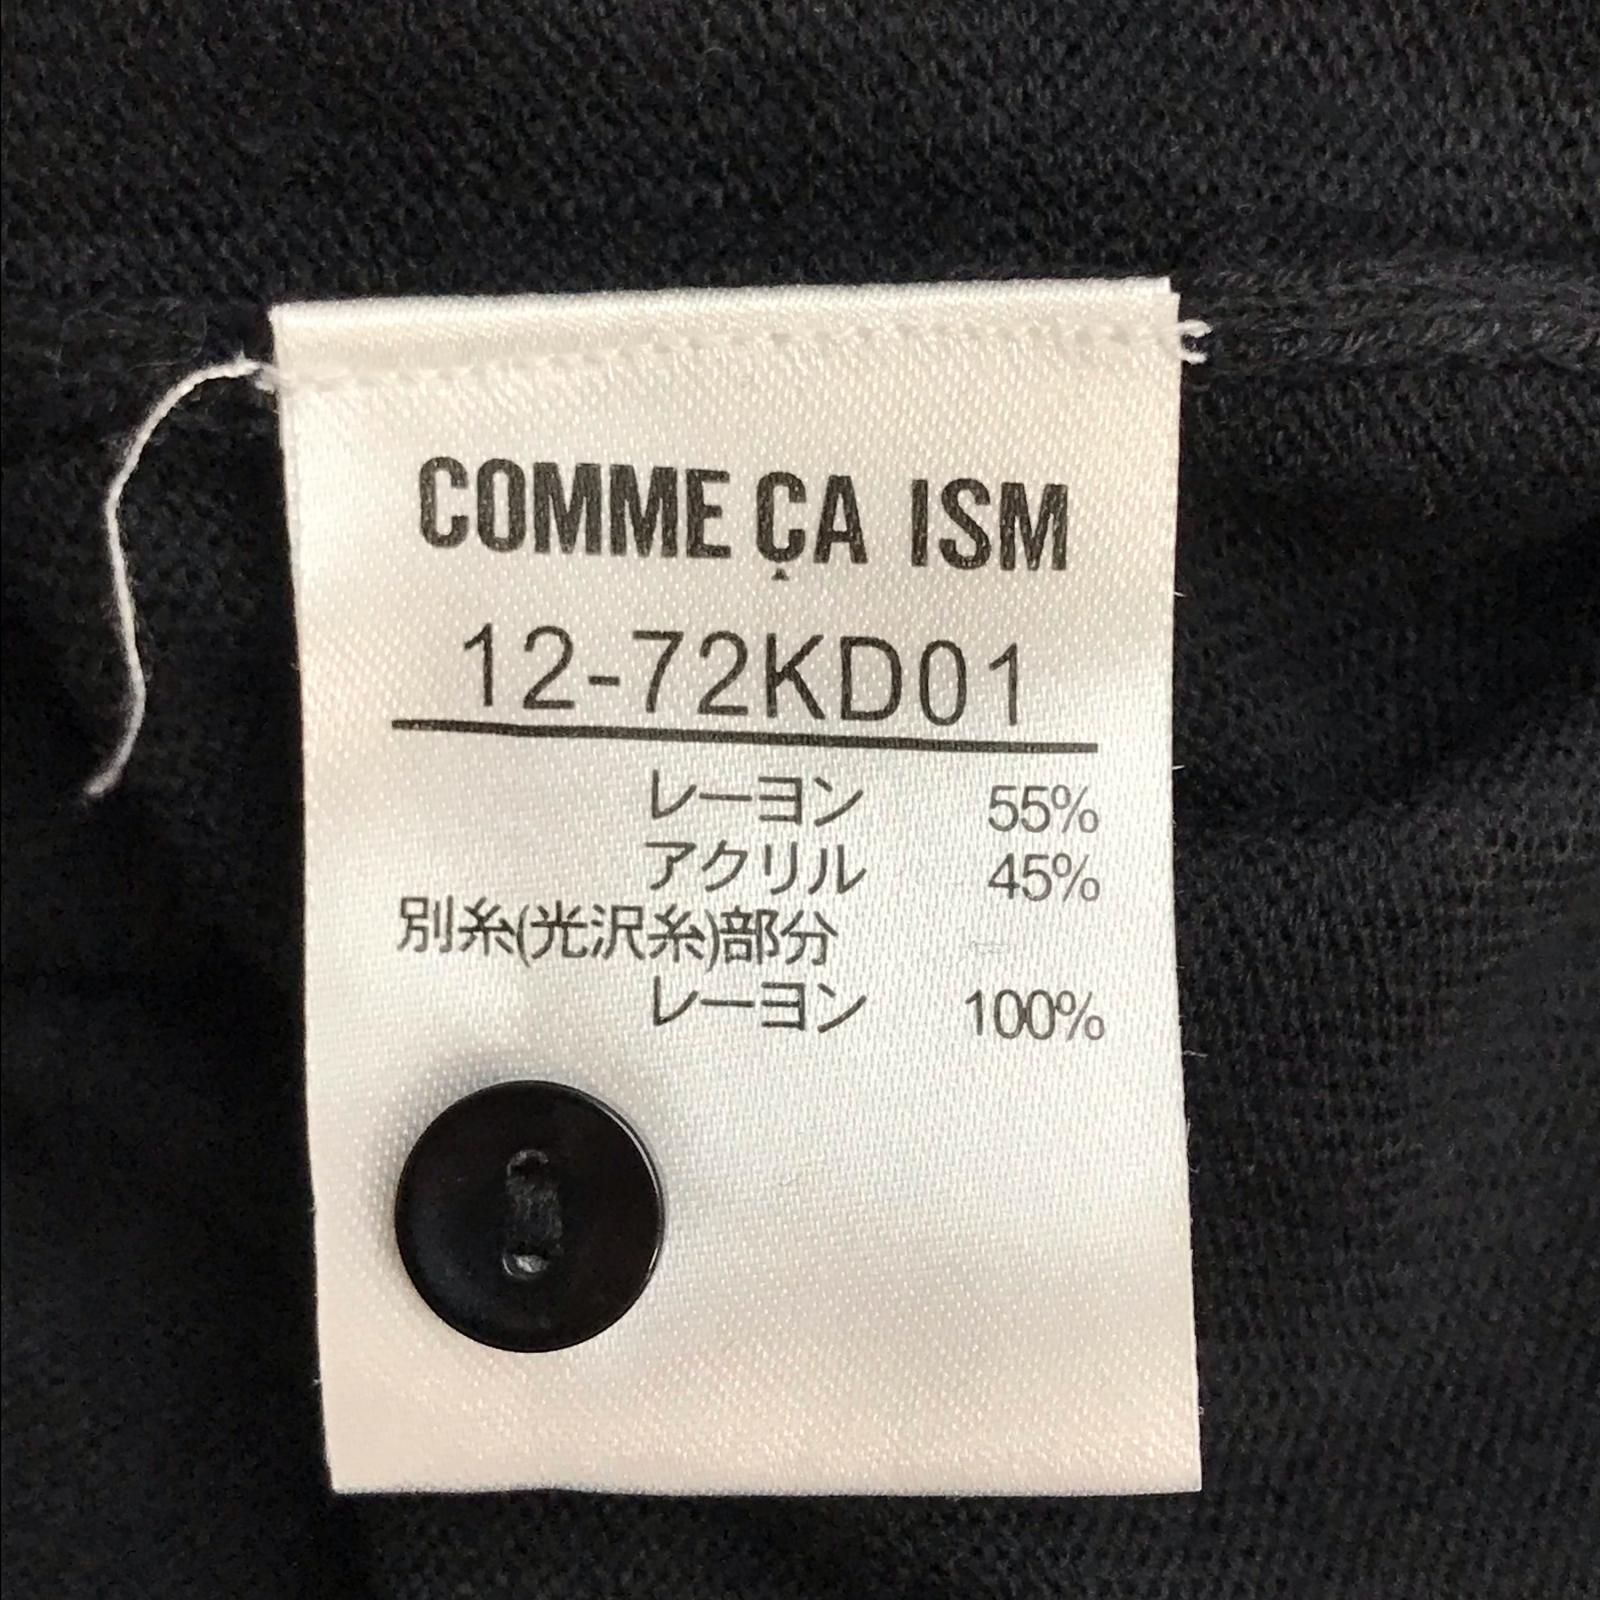 COMME ÇA ISM
12-72KD01
レーヨン 55%
アクリル 45%
別糸(光沢糸)部分
レーヨン 100%